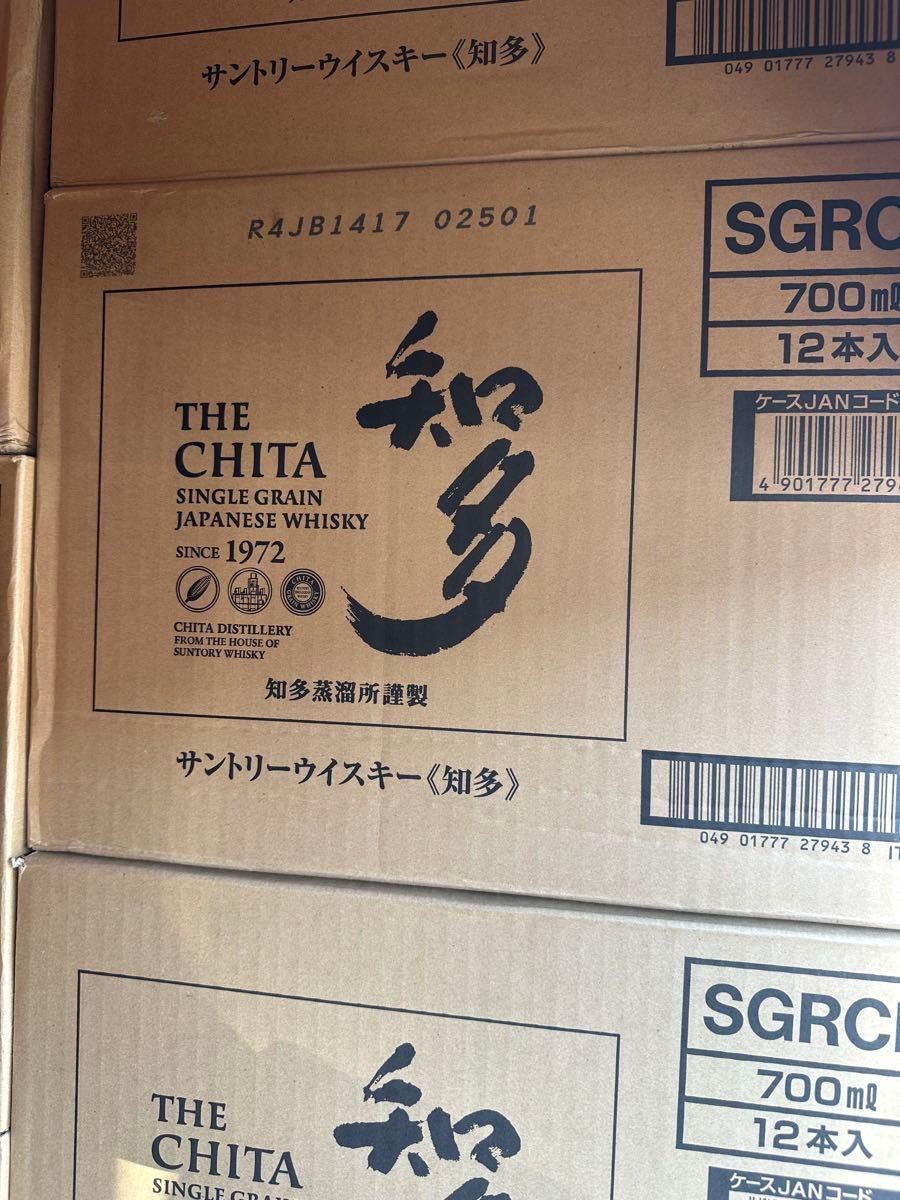 サントリーウイスキー《知多》
049 01777 27943 8
R4JB1417 02501
SGRC
700ml
12本入
ケースJANコード
4 901777 279
THE
CHITA
SINGLE GRAIN
JAPANESE WHISKY
SINCE 1972
CHITA
GRAIN WHISKY
CHITA DISTILLERY
FROM THE HOUSE OF
SUNTORY WHISKY
知多
知多蒸溜所謹製
サントリーウイスキー《知多》
049 01777 27943 8
SGRC
700ml
12本入
ケースJANコード
THE
CHITA
SINGLE GRAIN
知